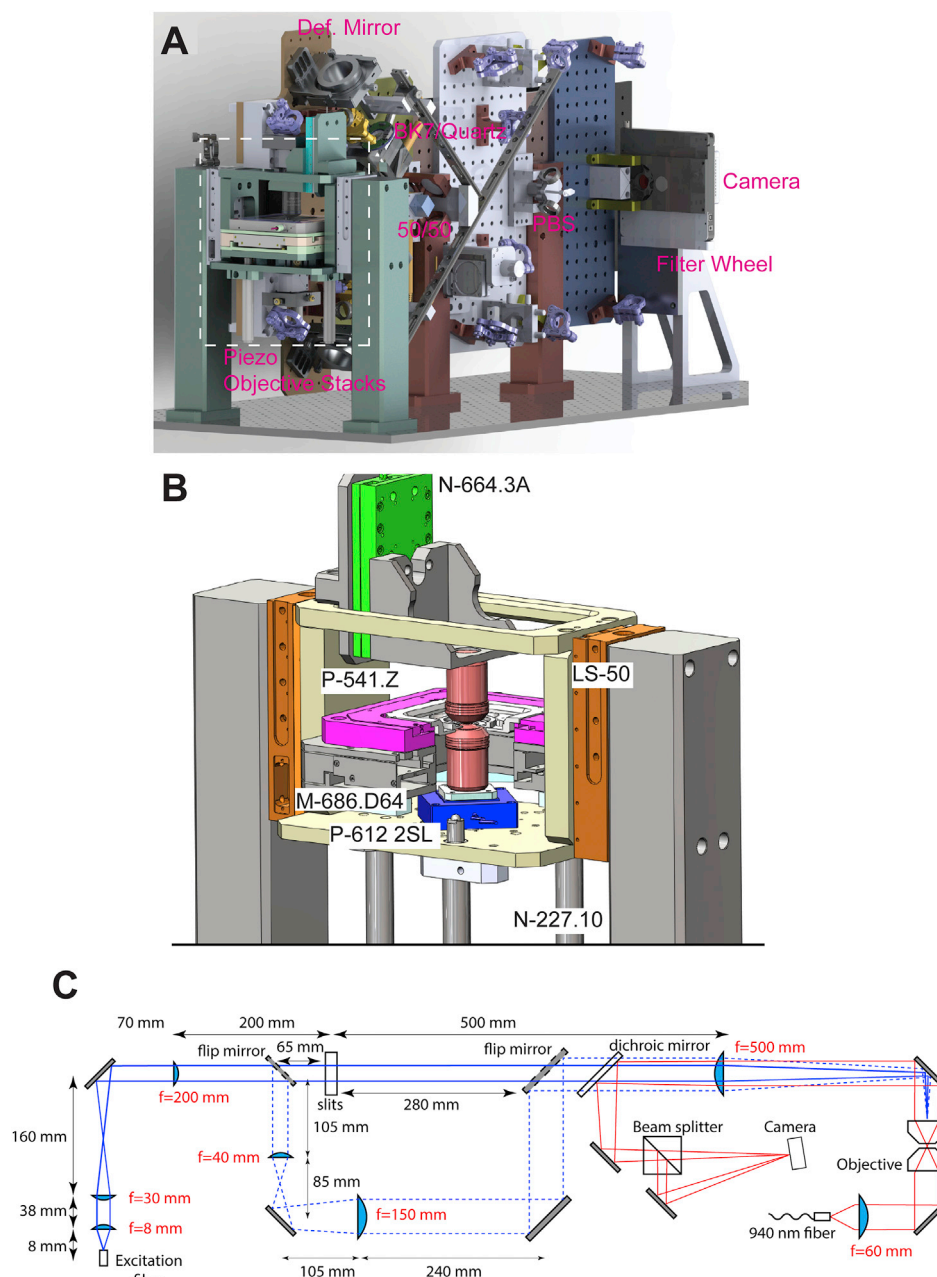 A
Def. Mirror
BK7/Quartz
Camera
50/50
PBS
Filter Wheel
Piezo
Objective Stacks
B
N-664.3A
P-541.Z
LS-50
M-686.D64
P-612 2SL
N-227.10
C
70 mm
200 mm
500 mm
65 mm
flip mirror
flip mirror
dichroic mirror
f=500 mm
f=200 mm
slits
280 mm
105 mm
160 mm
Beam splitter
Camera
f=40 mm
85 mm
Objective
f=30 mm
38 mm
f=150 mm
f=8 mm
8 mm
940 nm fiber
Excitation
f=60 mm
105 mm
240 mm